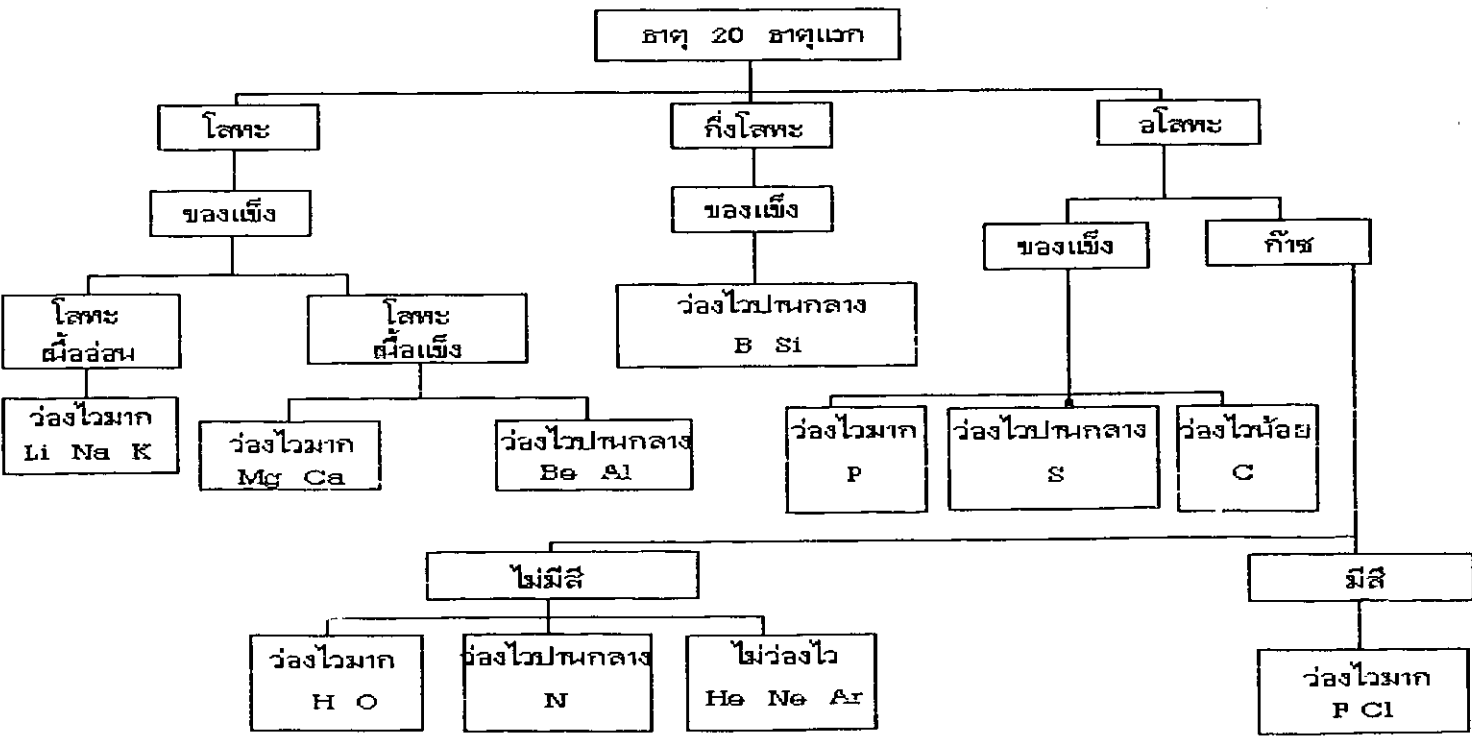 ธาตุ 20 ธาตุแรก
โลหะ
กึ่งโลหะ
อโลหะ
ของแข็ง
ของแข็ง
ของแข็ง
ก๊าซ
โลหะ
เนื้ออ่อน
โลหะ
เนื้อแข็ง
ว่องไวปานกลาง
B Si
ว่องไวมาก
Li Na K
ว่องไวมาก
Mg Ca
ว่องไวปานกลาง
Be Al
ว่องไวมาก
P
ว่องไวปานกลาง
S
ว่องไวน้อย
C
ไม่มีสี
มีสี
ว่องไวมาก
H O
ว่องไวปานกลาง
N
ไม่ว่องไว
He Ne Ar
ว่องไวมาก
F Cl